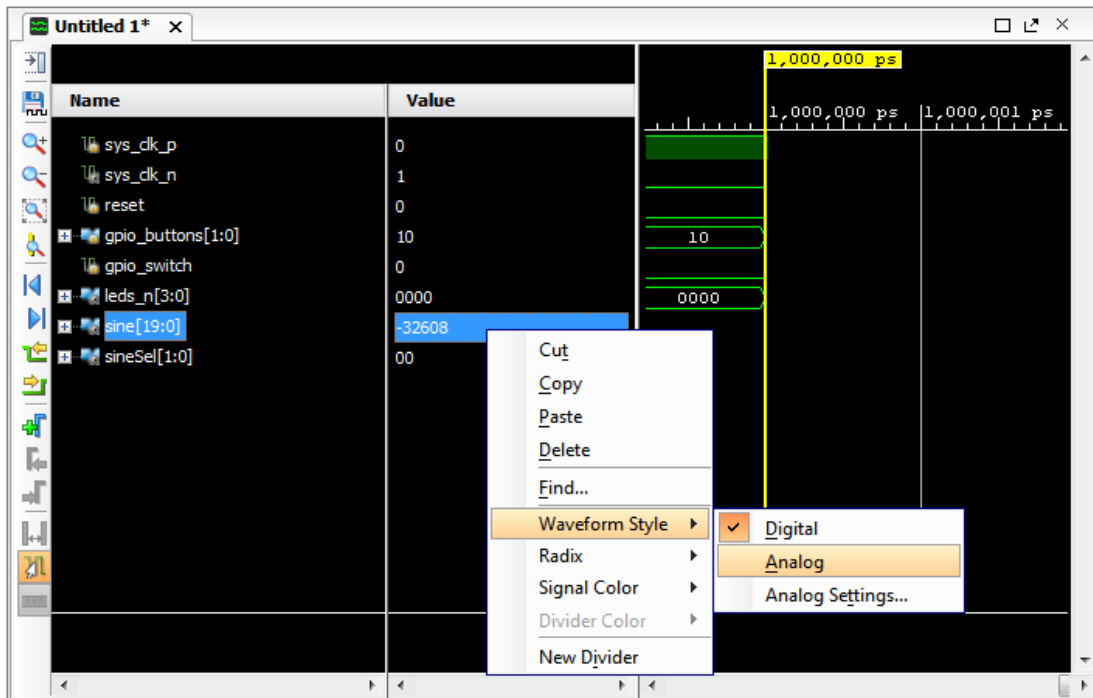 Untitled 1*
1,000,000 ps
Name Value
1,000,000 ps 1,000,001 ps
sys_clk_p 0
sys_clk_n 1
reset 0
gpio_buttons[1:0] 10 10
gpio_switch 0
leds_n[3:0] 0000 0000
sine[19:0] -32608
sineSel[1:0] 00
Cut
Copy
Paste
Delete
Find...
Waveform Style
Radix
Signal Color
Divider Color
New Divider
Digital
Analog
Analog Settings...